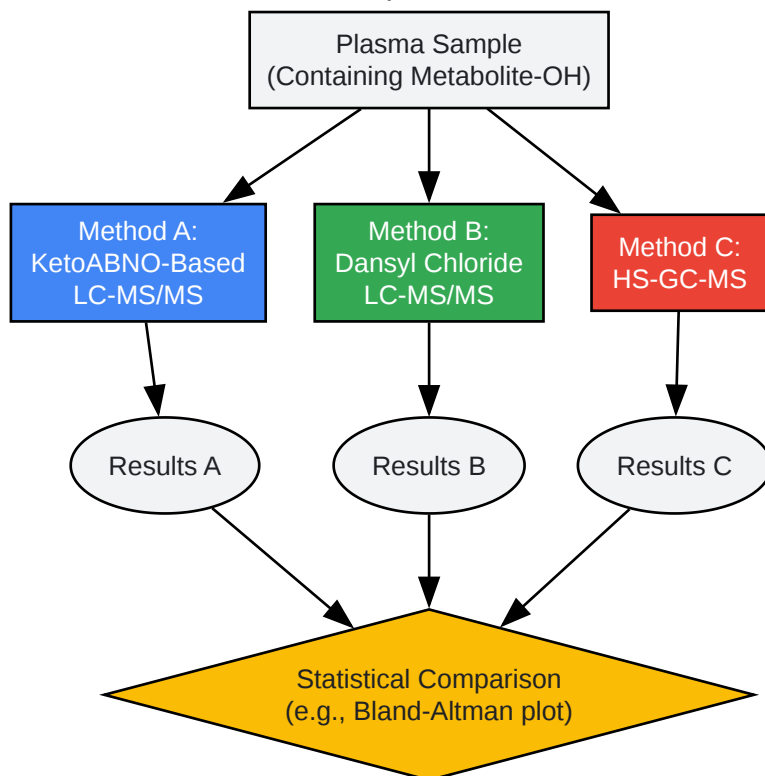 Plasma Sample
(Containing Metabolite-OH)
Method A:
KetoABNO-Based
LC-MS/MS
Method B:
Dansyl Chloride
LC-MS/MS
Method C:
HS-GC-MS
Results A
Results B
Results C
Statistical Comparison
(e.g., Bland-Altman plot)